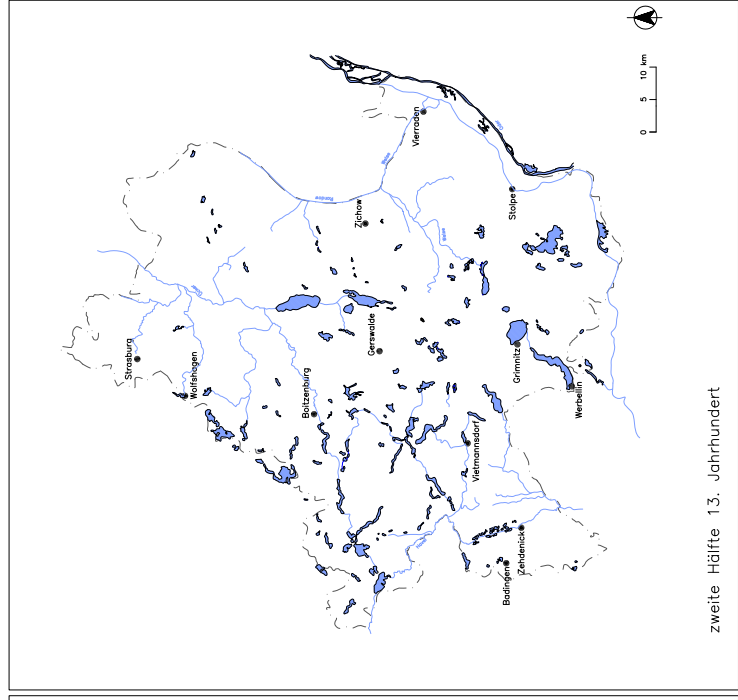 Strasburg
Wolfshagen
Boitzenburg
Gerswalde
Zichow
Vierraden
Stolpe
Grimnitz
Werbellin
Vietmannsdorf
Zehdenick
Badingen
0 5 10 km
zweite Hälfte 13. Jahrhundert